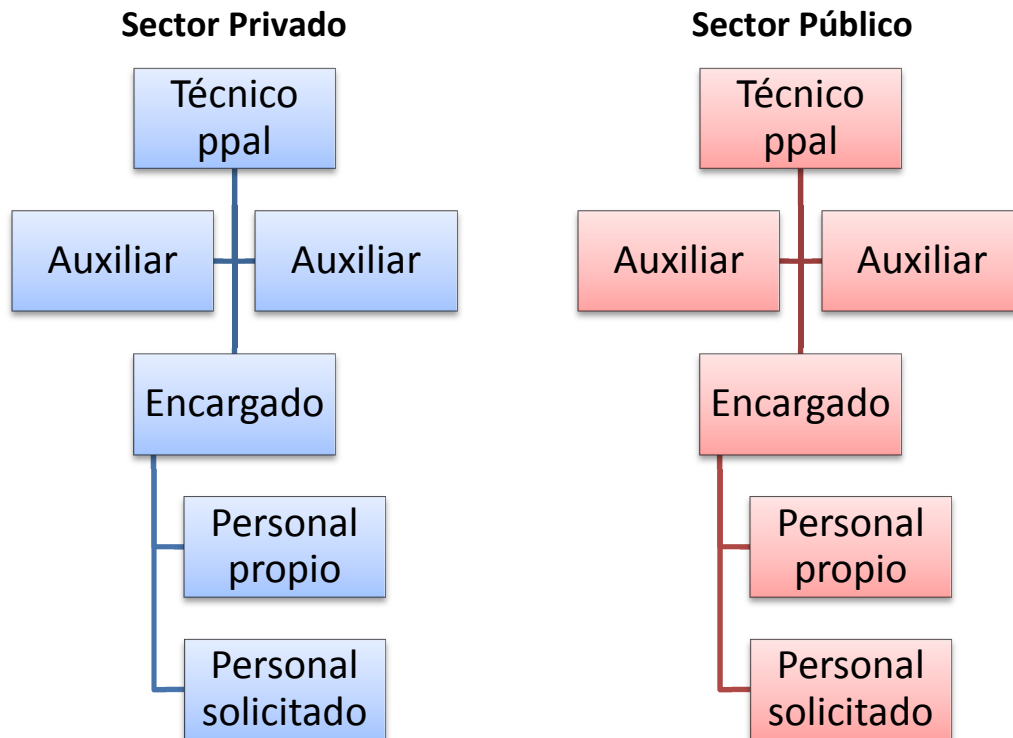 Sector Privado
Técnico
ppal
Auxiliar
Auxiliar
Encargado
Personal
propio
Personal
solicitado
Sector Público
Técnico
ppal
Auxiliar
Auxiliar
Encargado
Personal
propio
Personal
solicitado